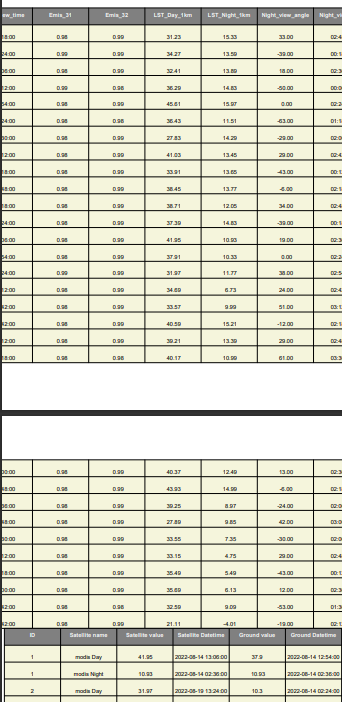 ew_time Emis_31 Emis_32 LST_Day_1km LST_Night_1km Night_view_angle Night_vi
18:00 0.98 0.99 31.23 15.33 33.00 02:4
24:00 0.99 0.99 34.27 13.59 -39.00 00:1
06:00 0.98 0.99 32.41 13.89 18.00 02:3
12:00 0.98 0.99 36.29 14.83 -50.00 00:0
54:00 0.98 0.99 45.61 15.97 0.00 02:2
24:00 0.98 0.99 36.43 11.51 -63.00 01:1
30:00 0.98 0.99 27.83 14.29 -29.00 02:0
12:00 0.98 0.99 41.03 13.45 29.00 02:4
18:00 0.98 0.99 33.91 13.65 -43.00 00:1
48:00 0.98 0.99 38.45 13.77 -6.00 02:1
18:00 0.98 0.99 38.71 12.05 34.00 02:4
24:00 0.98 0.99 37.39 14.83 -39.00 00:1
06:00 0.98 0.99 41.95 10.93 19.00 02:3
54:00 0.98 0.99 37.91 10.33 0.00 02:2
24:00 0.99 0.99 31.97 11.77 38.00 02:5
12:00 0.98 0.99 34.69 6.73 24.00 02:4
42:00 0.98 0.99 33.57 9.99 51.00 03:1
42:00 0.98 0.99 40.59 15.21 -12.00 02:1
12:00 0.98 0.99 39.21 13.39 29.00 02:4
18:00 0.98 0.98 40.17 10.99 61.00 03:3
00:00 0.98 0.99 40.37 12.49 13.00 02:3
48:00 0.98 0.99 43.93 14.99 -6.00 02:1
36:00 0.98 0.99 39.25 8.97 -24.00 02:0
48:00 0.98 0.99 27.89 9.85 42.00 03:0
30:00 0.98 0.99 33.55 7.35 -30.00 02:0
12:00 0.98 0.99 33.15 4.75 29.00 02:4
18:00 0.98 0.99 35.49 5.49 -43.00 00:1
00:00 0.98 0.99 35.69 6.13 12.00 02:3
42:00 0.98 0.98 32.59 9.09 -53.00 01:3
42:00 0.98 0.99 21.11 -4.01 -19.00 02:1
ID Satellite name Satellite value Satellite Datetime Ground value Ground Datetime
1 modis Day 41.95 2022-08-14 13:06:00 37.9 2022-08-14 12:54:00
1 modis Night 10.93 2022-08-14 02:36:00 10.93 2022-08-14 02:36:00
2 modis Day 31.97 2022-08-19 13:24:00 10.3 2022-08-14 02:24:00